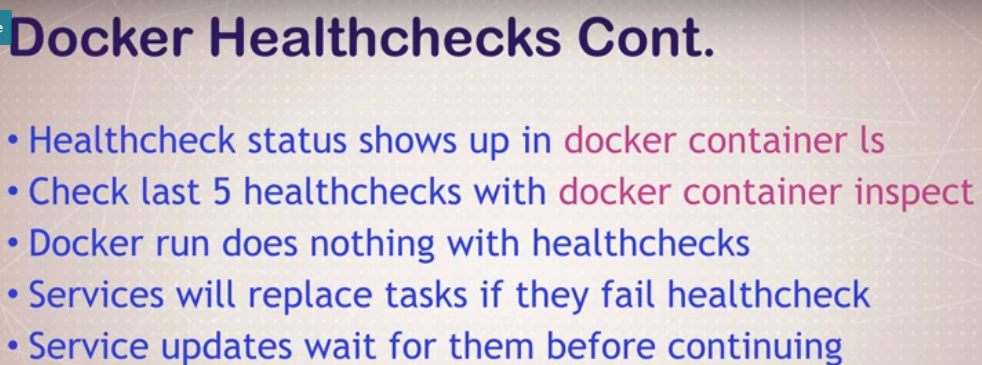 Docker Healthchecks Cont.
• Healthcheck status shows up in docker container ls
• Check last 5 healthchecks with docker container inspect
• Docker run does nothing with healthchecks
• Services will replace tasks if they fail healthcheck
• Service updates wait for them before continuing